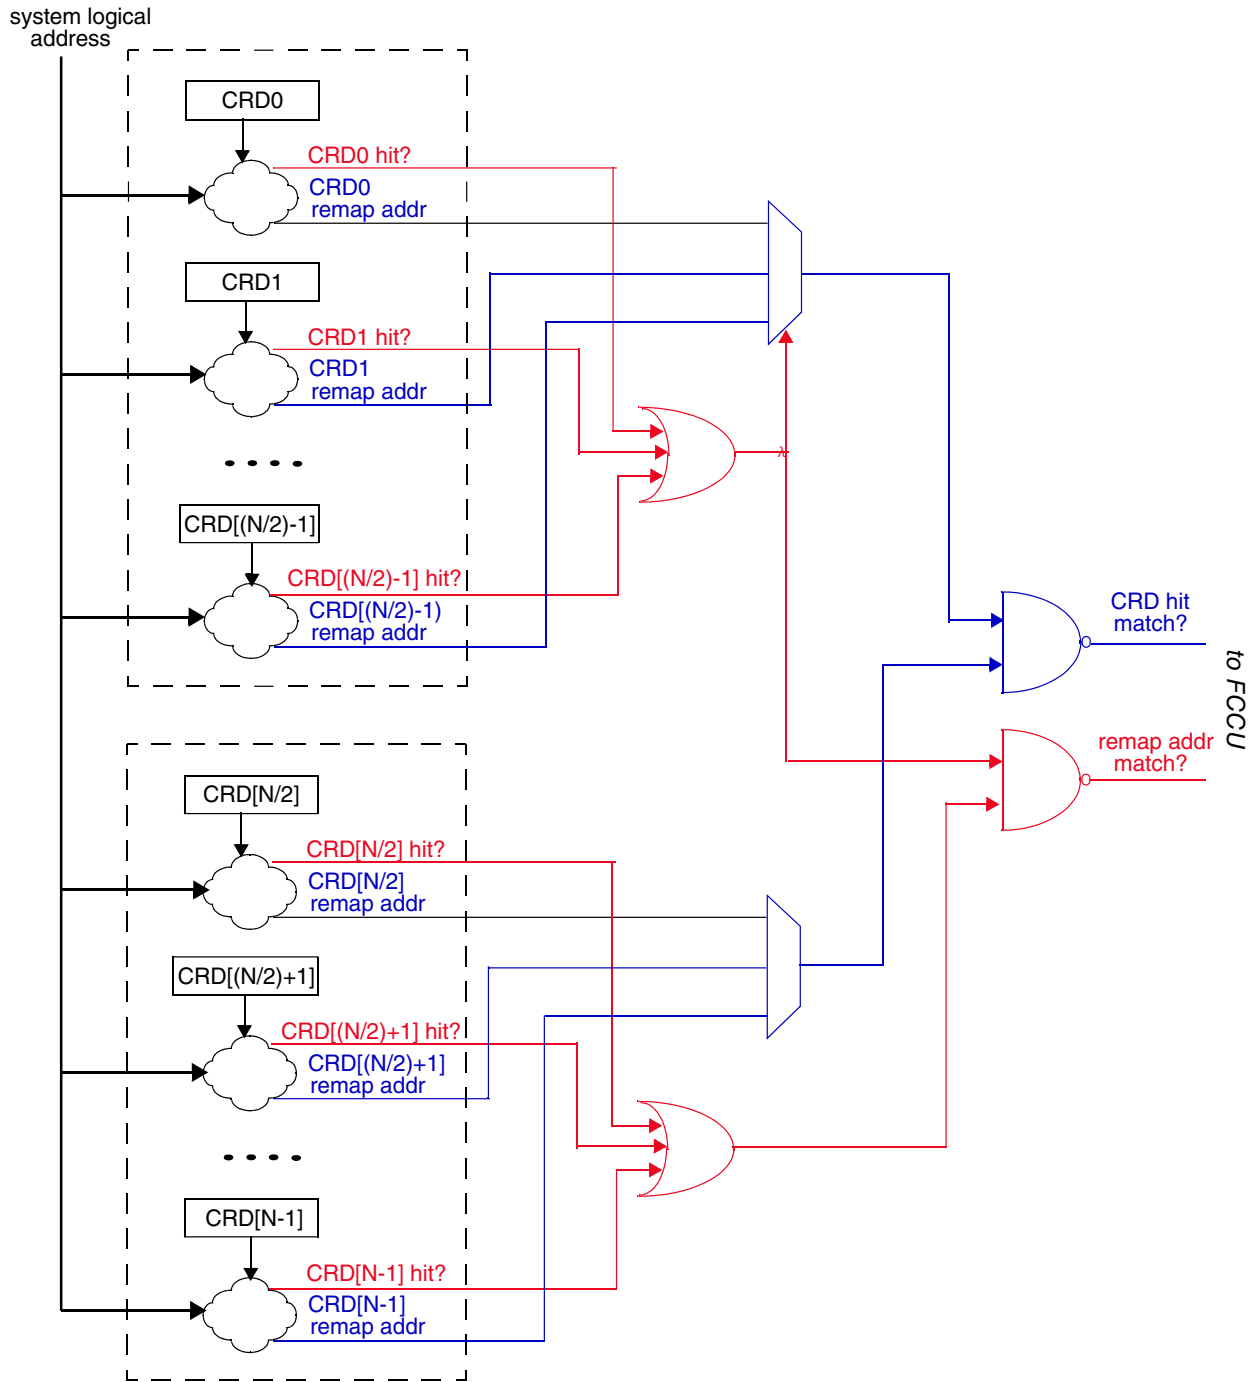 system logical
address
CRD0
CRD0 hit?
CRD0
remap addr
CRD1
CRD1 hit?
CRD1
remap addr
CRD[(N/2)-1]
CRD[(N/2)-1] hit?
CRD[(N/2)-1)
remap addr
λ
CRD hit
match?
to FCCU
remap addr
match?
CRD[N/2]
CRD[N/2] hit?
CRD[N/2]
remap addr
CRD[(N/2)+1]
CRD[(N/2)+1] hit?
CRD[(N/2)+1]
remap addr
CRD[N-1]
CRD[N-1] hit?
CRD[N-1]
remap addr